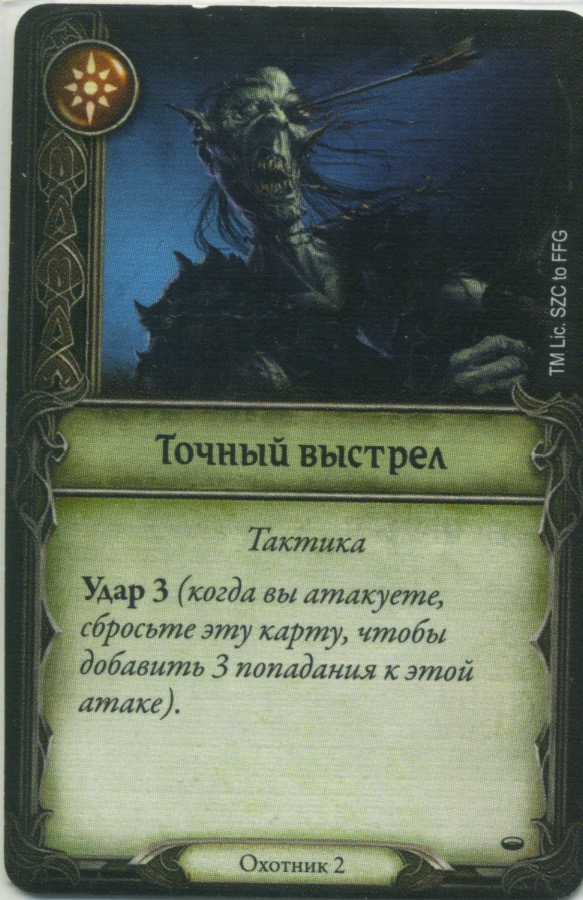 TM Lic. SZC to FFG
Точный выстрел
Тактика
Удар 3 (когда вы атакуете,
сбросьте эту карту, чтобы
добавить 3 попадания к этой
атаке).
Охотник 2